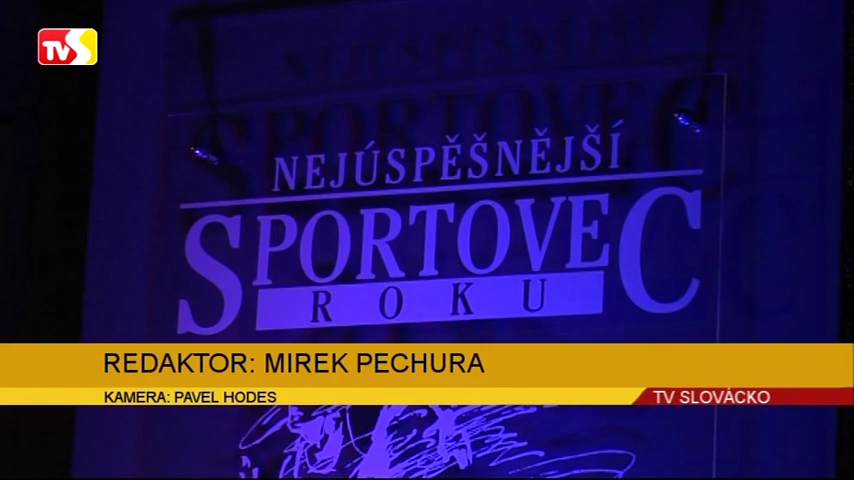 TVS
NEJÚSPĚŠNĚJŠÍ
SPORTOVEC
ROKU
REDAKTOR: MIREK PECHURA
KAMERA: PAVEL HODES
TV SLOVÁCKO